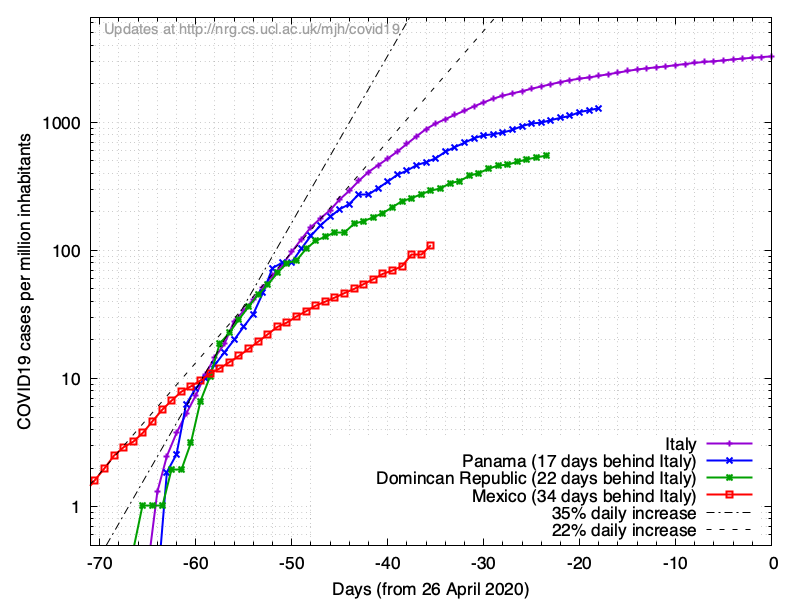 Updates at http://nrg.cs.ucl.ac.uk/mjh/covid19
COVID19 cases per million inhabitants
1000
100
10
1
Italy
Panama (17 days behind Italy)
Domincan Republic (22 days behind Italy)
Mexico (34 days behind Italy)
35% daily increase
22% daily increase
-70 -60 -50 -40 -30 -20 -10 0
Days (from 26 April 2020)